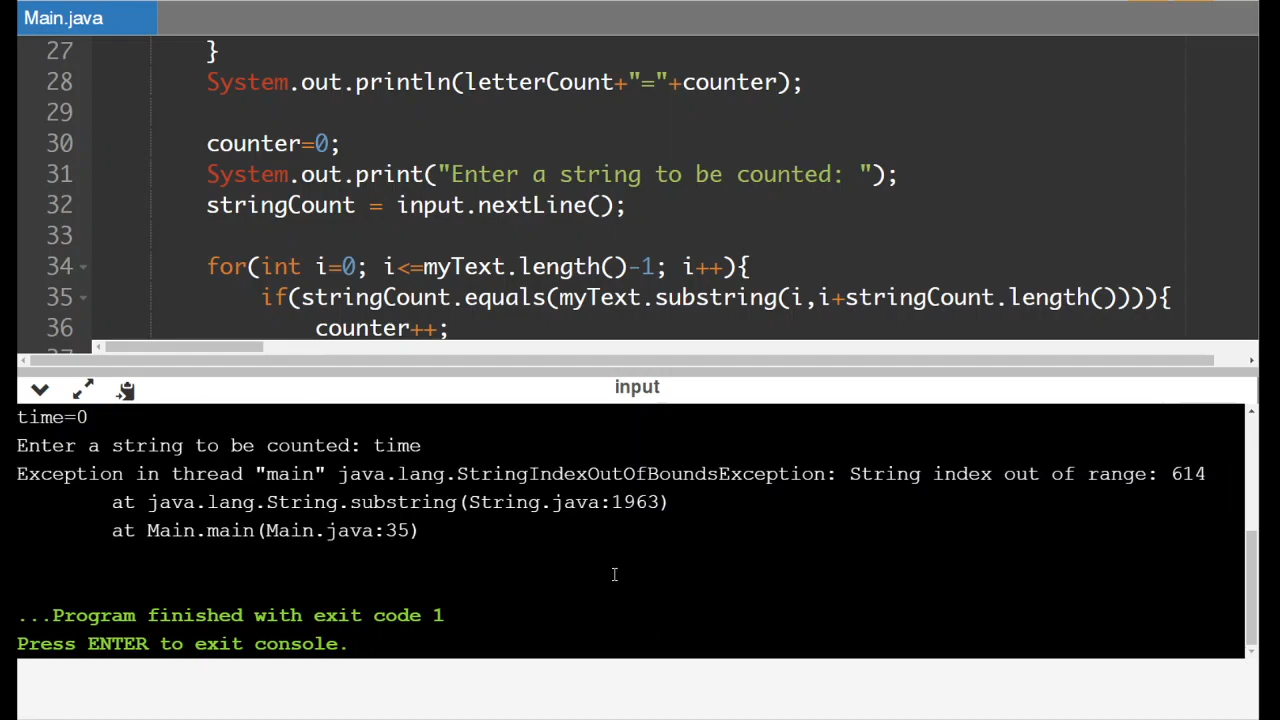 Main.java
27 }
28 System.out.println(letterCount+"="+counter);
29
30 counter=0;
31 System.out.print("Enter a string to be counted: ");
32 stringCount = input.nextLine();
33
34 for(int i=0; i<=myText.length()-1; i++){
35 if(stringCount.equals(myText.substring(i,i+stringCount.length()))){
36 counter++;
input
time=0
Enter a string to be counted: time
Exception in thread "main" java.lang.StringIndexOutOfBoundsException: String index out of range: 614
at java.lang.String.substring(String.java:1963)
at Main.main(Main.java:35)
...Program finished with exit code 1
Press ENTER to exit console.